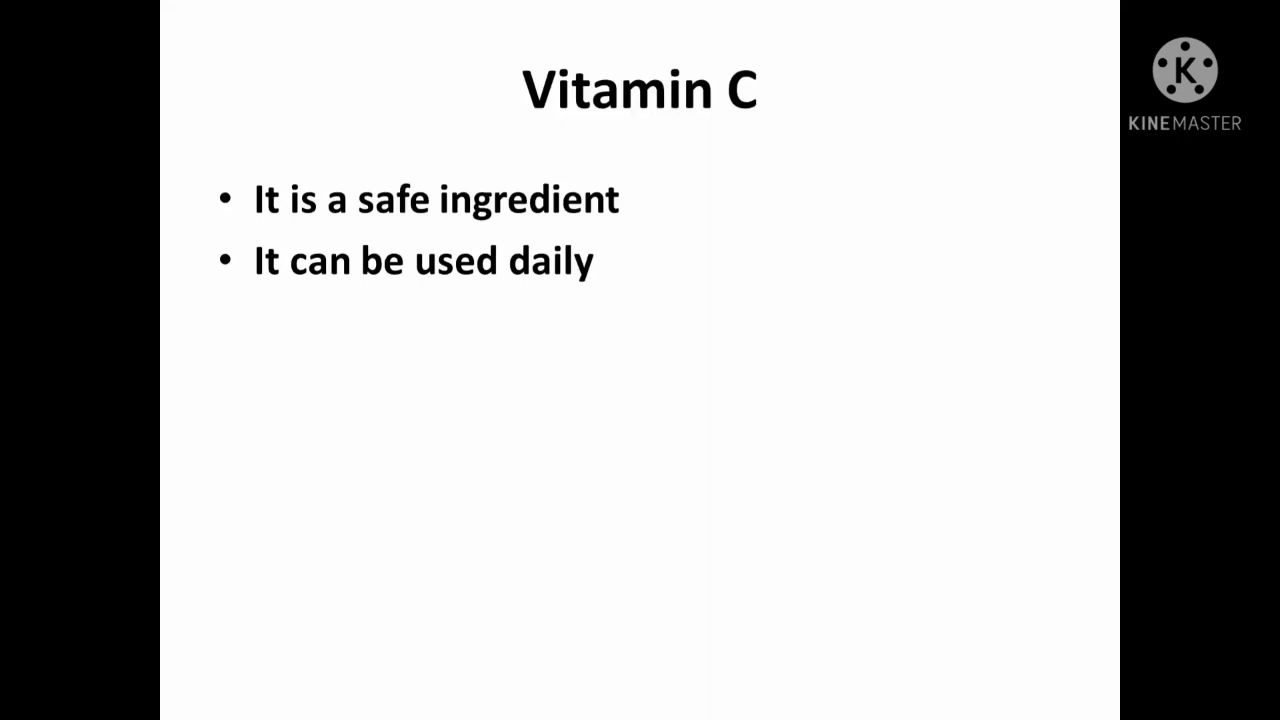 Vitamin C
K
KINEMASTER
• It is a safe ingredient
• It can be used daily